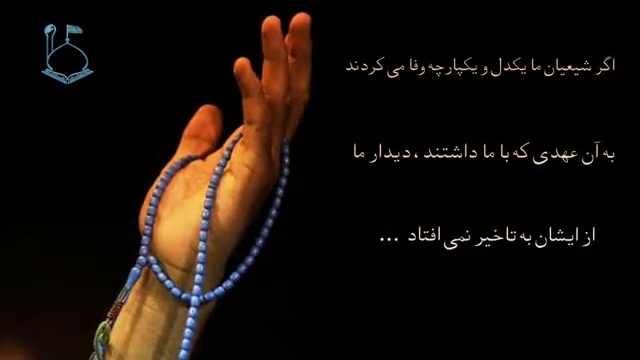 اگر شیعیان ما یکدل و یکپارچه وفا می کردند
به آن عهدی که با ما داشتند ، دیدار ما
از ایشان به تاخیر نمی افتاد ...